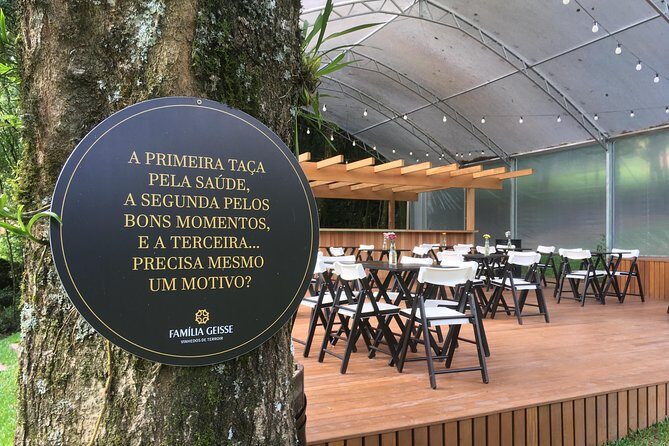 A PRIMEIRA TAÇA
PELA SAÚDE,
A SEGUNDA PELOS
BONS MOMENTOS,
E A TERCEIRA...
PRECISA MESMO
UM MOTIVO?
FAMÍLIA GEISSE
VINHEDOS DE TERROIR